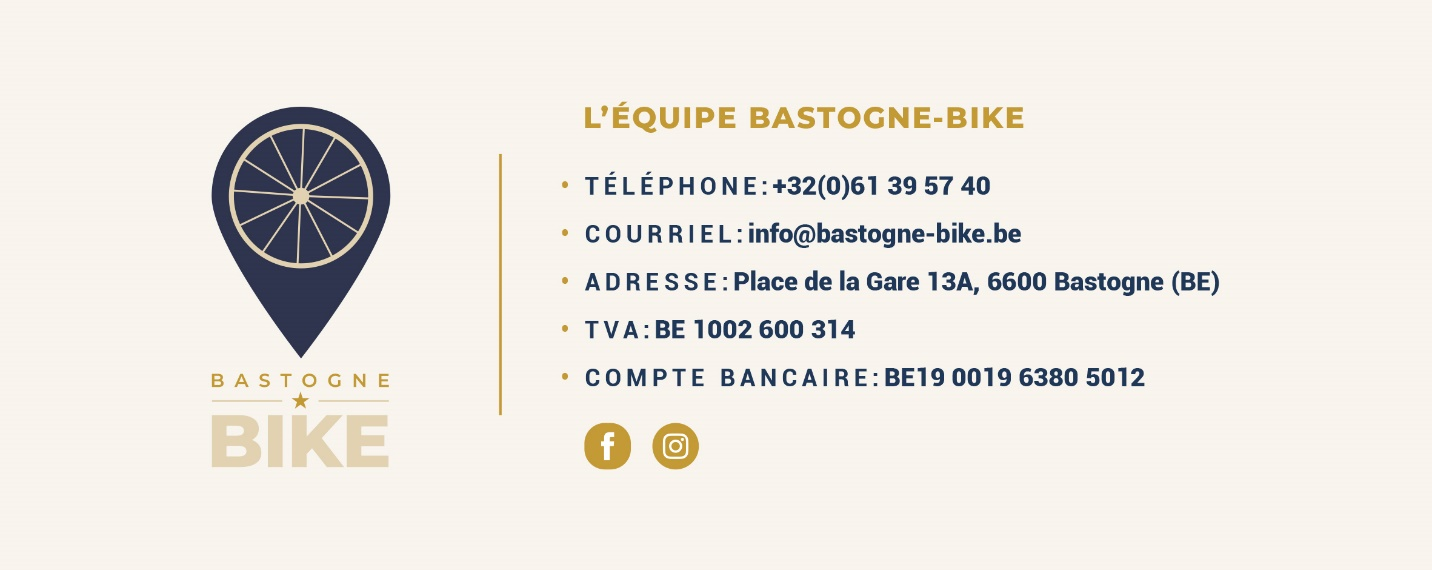 BASTOGNE
BIKE
L’ÉQUIPE BASTOGNE-BIKE
• TÉLÉPHONE: +32(0)61 39 57 40
• COURRIEL: info@bastogne-bike.be
• ADRESSE: Place de la Gare 13A, 6600 Bastogne (BE)
• TVA: BE 1002 600 314
• COMPTE BANCAIRE: BE19 0019 6380 5012